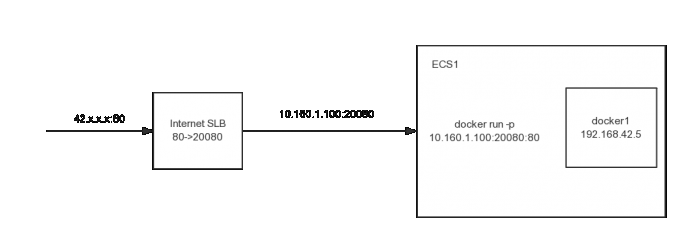 ECS1
42.x.x.x:80
Internet SLB
80->20080
10.160.1.100:20080
docker run -p
10.160.1.100:20080:80
docker1
192.168.42.5